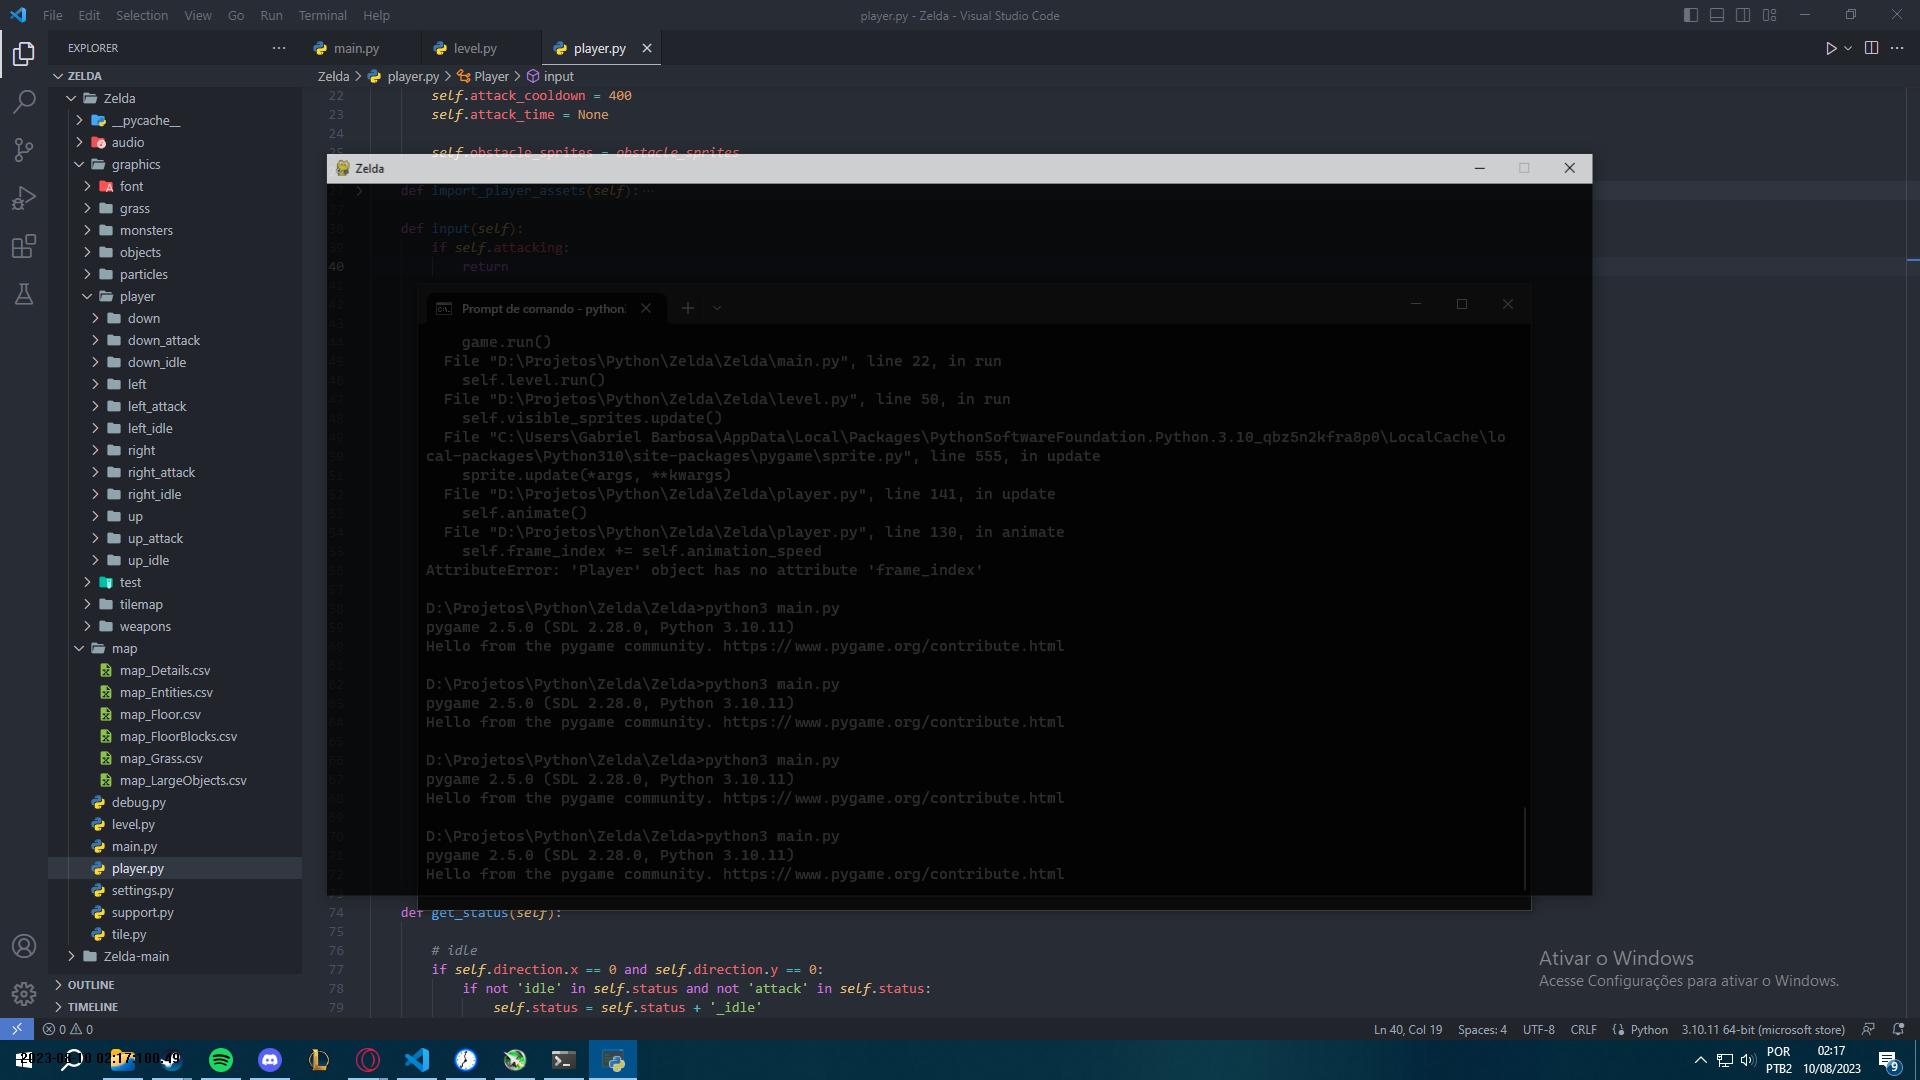 File Edit Selection View Go Run Terminal Help
player.py - Zelda - Visual Studio Code
EXPLORER
main.py
level.py
player.py
ZELDA
Zelda
__pycache__
audio
graphics
font
grass
monsters
objects
particles
player
down
down_attack
down_idle
left
left_attack
left_idle
right
right_attack
right_idle
up
up_attack
up_idle
test
tilemap
weapons
map
map_Details.csv
map_Entities.csv
map_Floor.csv
map_FloorBlocks.csv
map_Grass.csv
map_LargeObjects.csv
debug.py
level.py
main.py
player.py
settings.py
support.py
tile.py
Zelda-main
OUTLINE
TIMELINE
Zelda > player.py > Player > input
22 self.attack_cooldown = 400
23 self.attack_time = None
24
self.obstacle_sprites = obstacle_sprites
Zelda
def import_player_assets(self):
def input(self):
if self.attacking:
40 return
Prompt de comando - python
game.run()
File "D:\Projetos\Python\Zelda\Zelda\main.py", line 22, in run
self.level.run()
File "D:\Projetos\Python\Zelda\Zelda\level.py", line 50, in run
self.visible_sprites.update()
File "C:\Users\Gabriel Barbosa\AppData\Local\Packages\PythonSoftwareFoundation.Python.3.10_qbz5n2kfra8p0\LocalCache\lo
cal-packages\Python310\site-packages\pygame\sprite.py", line 555, in update
sprite.update(*args, **kwargs)
File "D:\Projetos\Python\Zelda\Zelda\player.py", line 141, in update
self.animate()
File "D:\Projetos\Python\Zelda\Zelda\player.py", line 130, in animate
self.frame_index += self.animation_speed
AttributeError: 'Player' object has no attribute 'frame_index'
D:\Projetos\Python\Zelda\Zelda>python3 main.py
pygame 2.5.0 (SDL 2.28.0, Python 3.10.11)
Hello from the pygame community. https://www.pygame.org/contribute.html
D:\Projetos\Python\Zelda\Zelda>python3 main.py
pygame 2.5.0 (SDL 2.28.0, Python 3.10.11)
Hello from the pygame community. https://www.pygame.org/contribute.html
D:\Projetos\Python\Zelda\Zelda>python3 main.py
pygame 2.5.0 (SDL 2.28.0, Python 3.10.11)
Hello from the pygame community. https://www.pygame.org/contribute.html
D:\Projetos\Python\Zelda\Zelda>python3 main.py
pygame 2.5.0 (SDL 2.28.0, Python 3.10.11)
Hello from the pygame community. https://www.pygame.org/contribute.html
74 def get_status(self):
75
76 # idle
77 if self.direction.x == 0 and self.direction.y == 0:
78 if not 'idle' in self.status and not 'attack' in self.status:
79 self.status = self.status + '_idle'
Ativar o Windows
Acesse Configurações para ativar o Windows.
0 0
Ln 40, Col 19 Spaces: 4 UTF-8 CRLF Python 3.10.11 64-bit (microsoft store)
POR
PTB2
02:17
10/08/2023
9